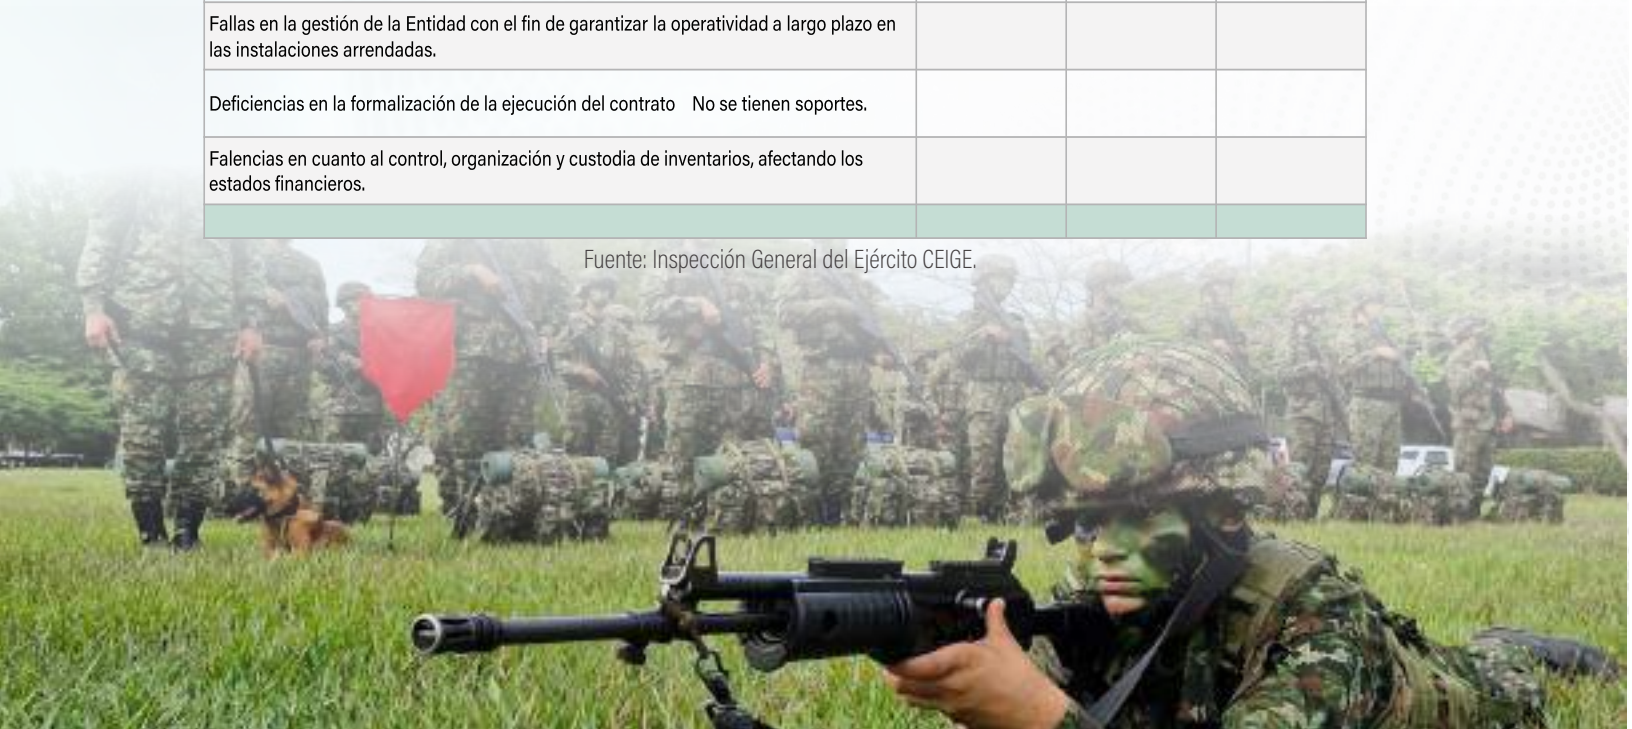 Fallas en la gestión de la Entidad con el fin de garantizar la operatividad a largo plazo en
las instalaciones arrendadas.
Deficiencias en la formalización de la ejecución del contrato   No se tienen soportes.
Falencias en cuanto al control, organización y custodia de inventarios, afectando los
estados financieros.
Fuente: Inspección General del Ejército CEIGE.